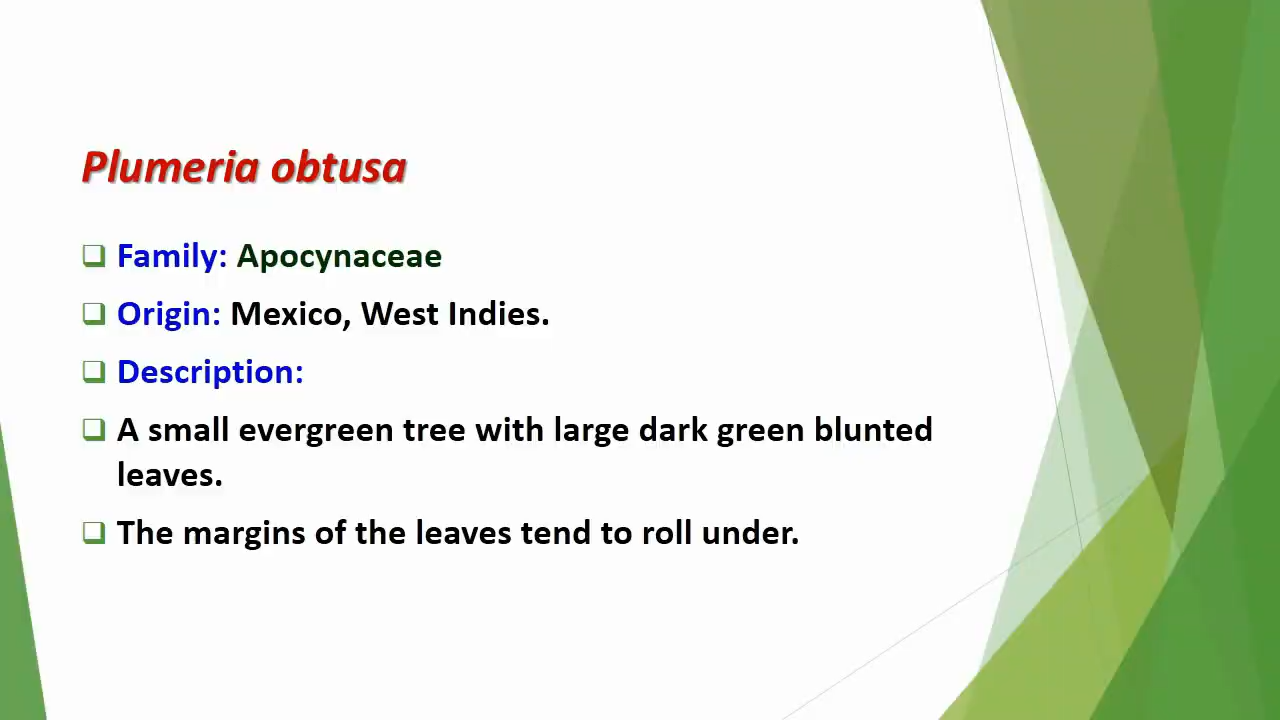 Plumeria obtusa
Family: Apocynaceae
Origin: Mexico, West Indies.
Description:
A small evergreen tree with large dark green blunted
leaves.
The margins of the leaves tend to roll under.